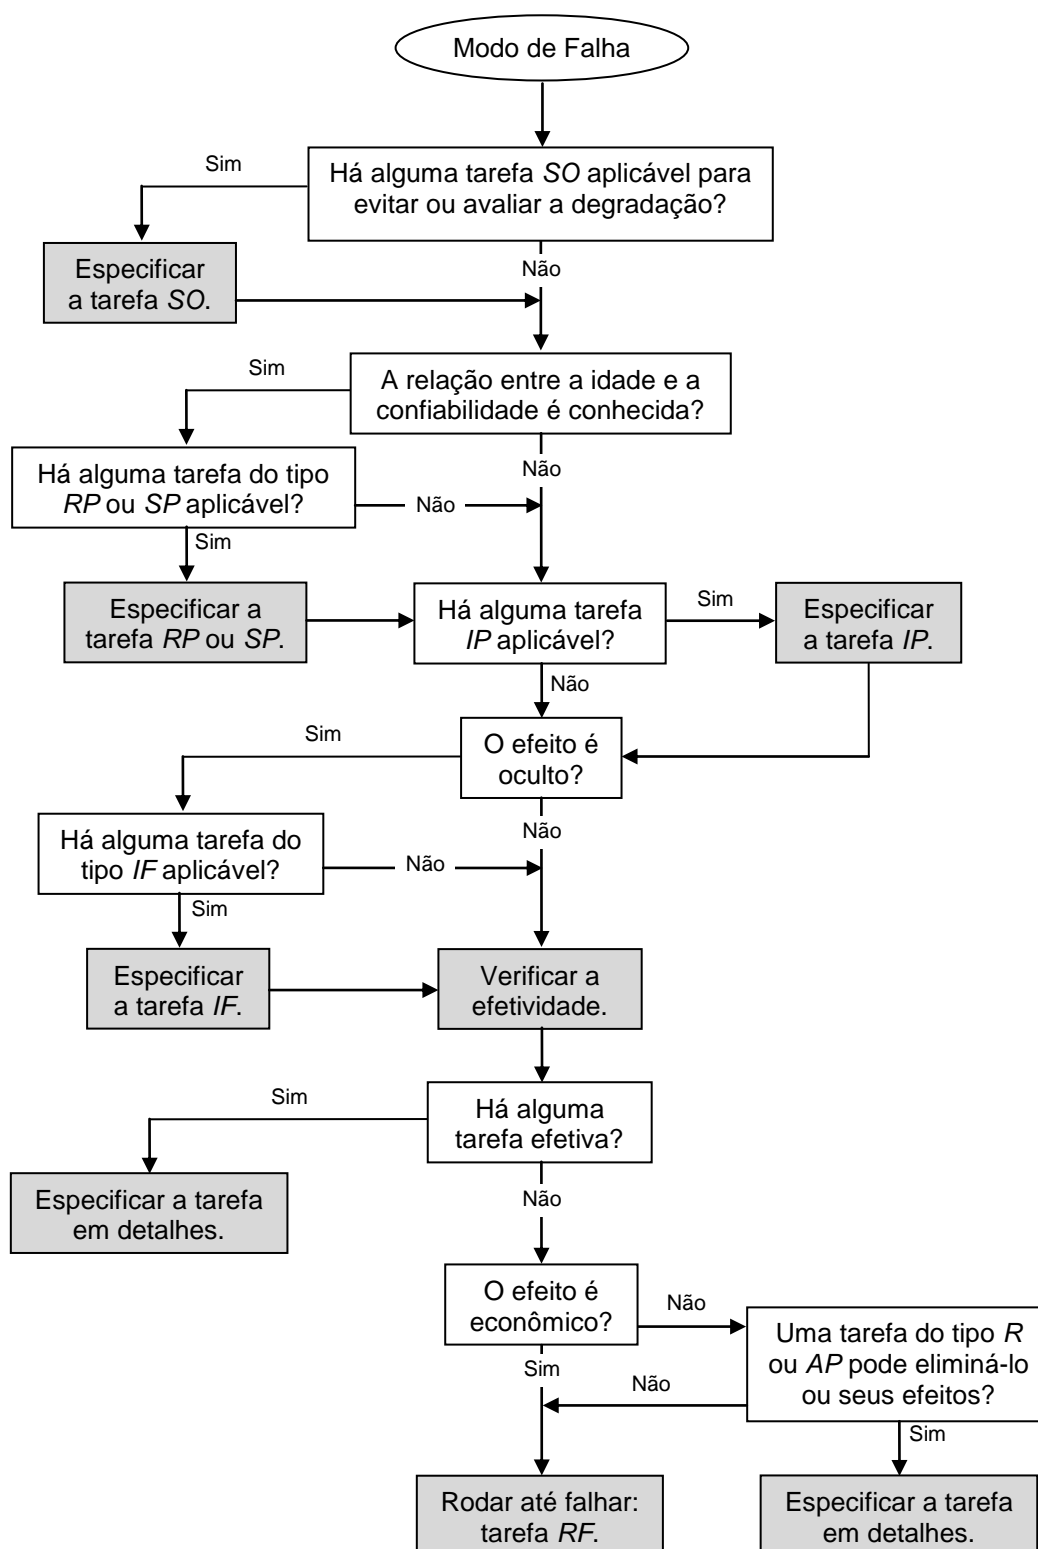 Modo de Falha
Sim
Há alguma tarefa SO aplicável para
evitar ou avaliar a degradação?
Não
Especificar
a tarefa SO.
Sim
A relação entre a idade e a
confiabilidade é conhecida?
Não
Há alguma tarefa do tipo
RP ou SP aplicável?
Não
Sim
Especificar a
tarefa RP ou SP.
Há alguma tarefa
IP aplicável?
Sim
Especificar
a tarefa IP.
Não
Sim
O efeito é
oculto?
Não
Há alguma tarefa do
tipo IF aplicável?
Não
Sim
Especificar
a tarefa IF.
Verificar a
efetividade.
Sim
Há alguma
tarefa efetiva?
Não
Especificar a tarefa
em detalhes.
O efeito é
econômico?
Não
Uma tarefa do tipo R
ou AP pode eliminá-lo
ou seus efeitos?
Sim
Não
Sim
Rodar até falhar:
tarefa RF.
Especificar a tarefa
em detalhes.